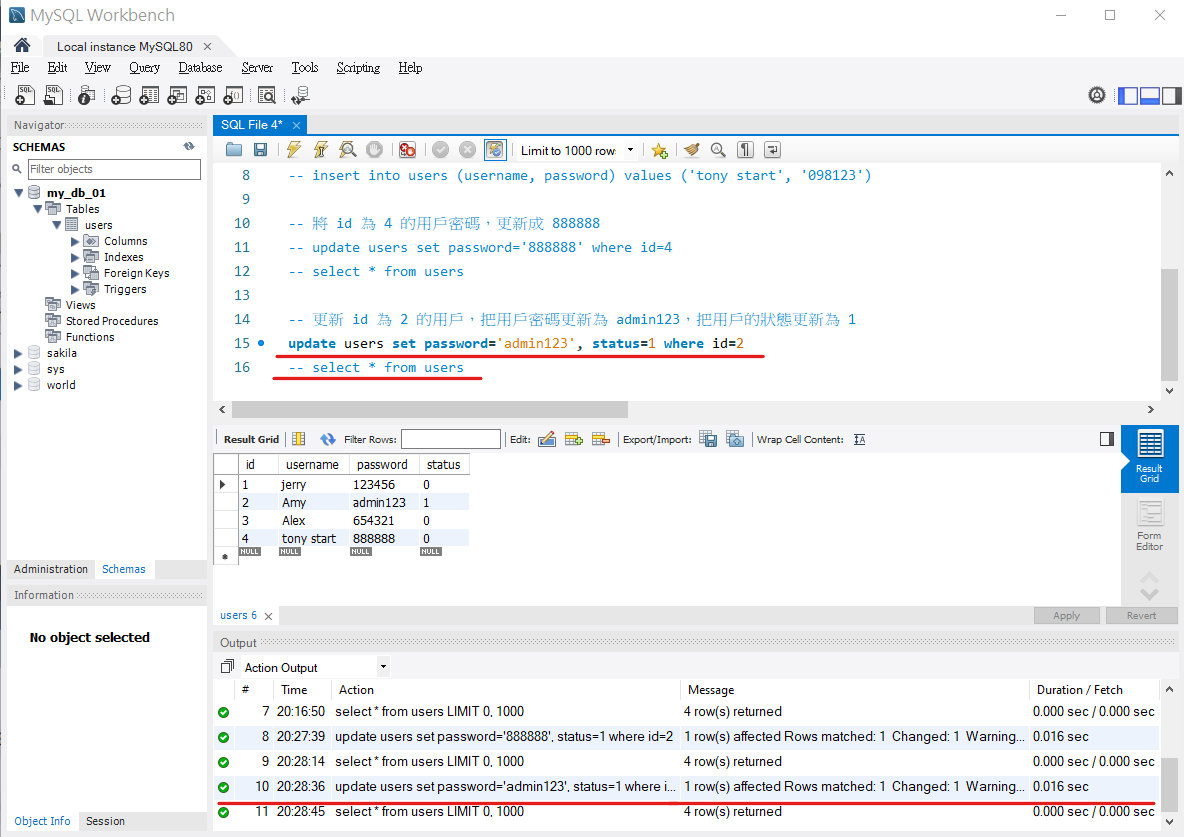 MySQL Workbench
Local instance MySQL80
File Edit View Query Database Server Tools Scripting Help
Navigator
SCHEMAS
Filter objects
my_db_01
Tables
users
Columns
Indexes
Foreign Keys
Triggers
Views
Stored Procedures
Functions
sakila
sys
world
Administration Schemas
Information
No object selected
Object Info Session
SQL File 4*
Limit to 1000 row:
8 -- insert into users (username, password) values ('tony start', '098123')
9
10 -- 將 id 為 4 的用戶密碼，更新成 888888
11 -- update users set password='888888' where id=4
12 -- select * from users
13
14 -- 更新 id 為 2 的用戶，把用戶密碼更新為 admin123，把用戶的狀態更新為 1
15 update users set password='admin123', status=1 where id=2
16 -- select * from users
Result Grid Filter Rows: Edit: Export/Import: Wrap Cell Content:
id username password status
1 jerry 123456 0
2 Amy admin123 1
3 Alex 654321 0
4 tony start 888888 0
NULL NULL NULL NULL
Result Grid
Form Editor
users 6
Apply Revert
Output
Action Output
# Time Action Message Duration / Fetch
7 20:16:50 select * from users LIMIT 0, 1000 4 row(s) returned 0.000 sec / 0.000 sec
8 20:27:39 update users set password='888888', status=1 where id=2 1 row(s) affected Rows matched: 1 Changed: 1 Warning... 0.016 sec
9 20:28:14 select * from users LIMIT 0, 1000 4 row(s) returned 0.000 sec / 0.000 sec
10 20:28:36 update users set password='admin123', status=1 where i... 1 row(s) affected Rows matched: 1 Changed: 1 Warning... 0.016 sec
11 20:28:45 select * from users LIMIT 0, 1000 4 row(s) returned 0.000 sec / 0.000 sec